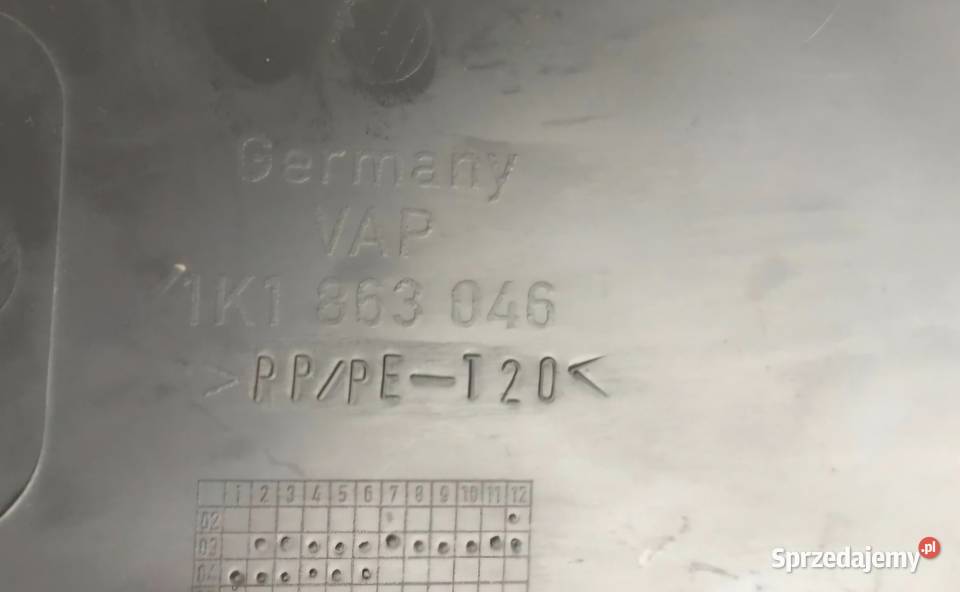 Germany
VAP
1K1 863 046
>PP/PE-T20<
1 2 3 4 5 6 7 8 9 10 11 12
02
03
04
Sprzedajemy.pl